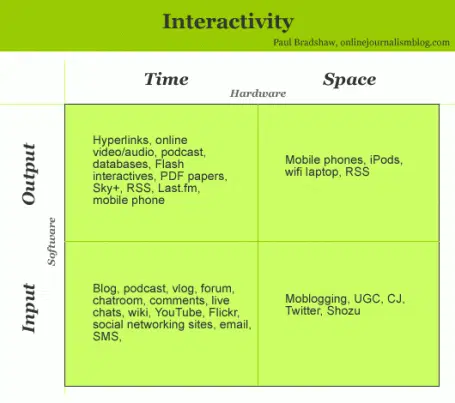 Interactivity
Paul Bradshaw, onlinejournalismblog.com
Time
Space
Hardware
Output
Software
Input
Hyperlinks, online
video/audio, podcast,
databases, Flash
interactives, PDF papers,
Sky+, RSS, Last.fm,
mobile phone
Mobile phones, iPods,
wifi laptop, RSS
Blog, podcast, vlog, forum,
chatroom, comments, live
chats, wiki, YouTube, Flickr,
social networking sites, email,
SMS,
Moblogging, UGC, CJ,
Twitter, Shozu